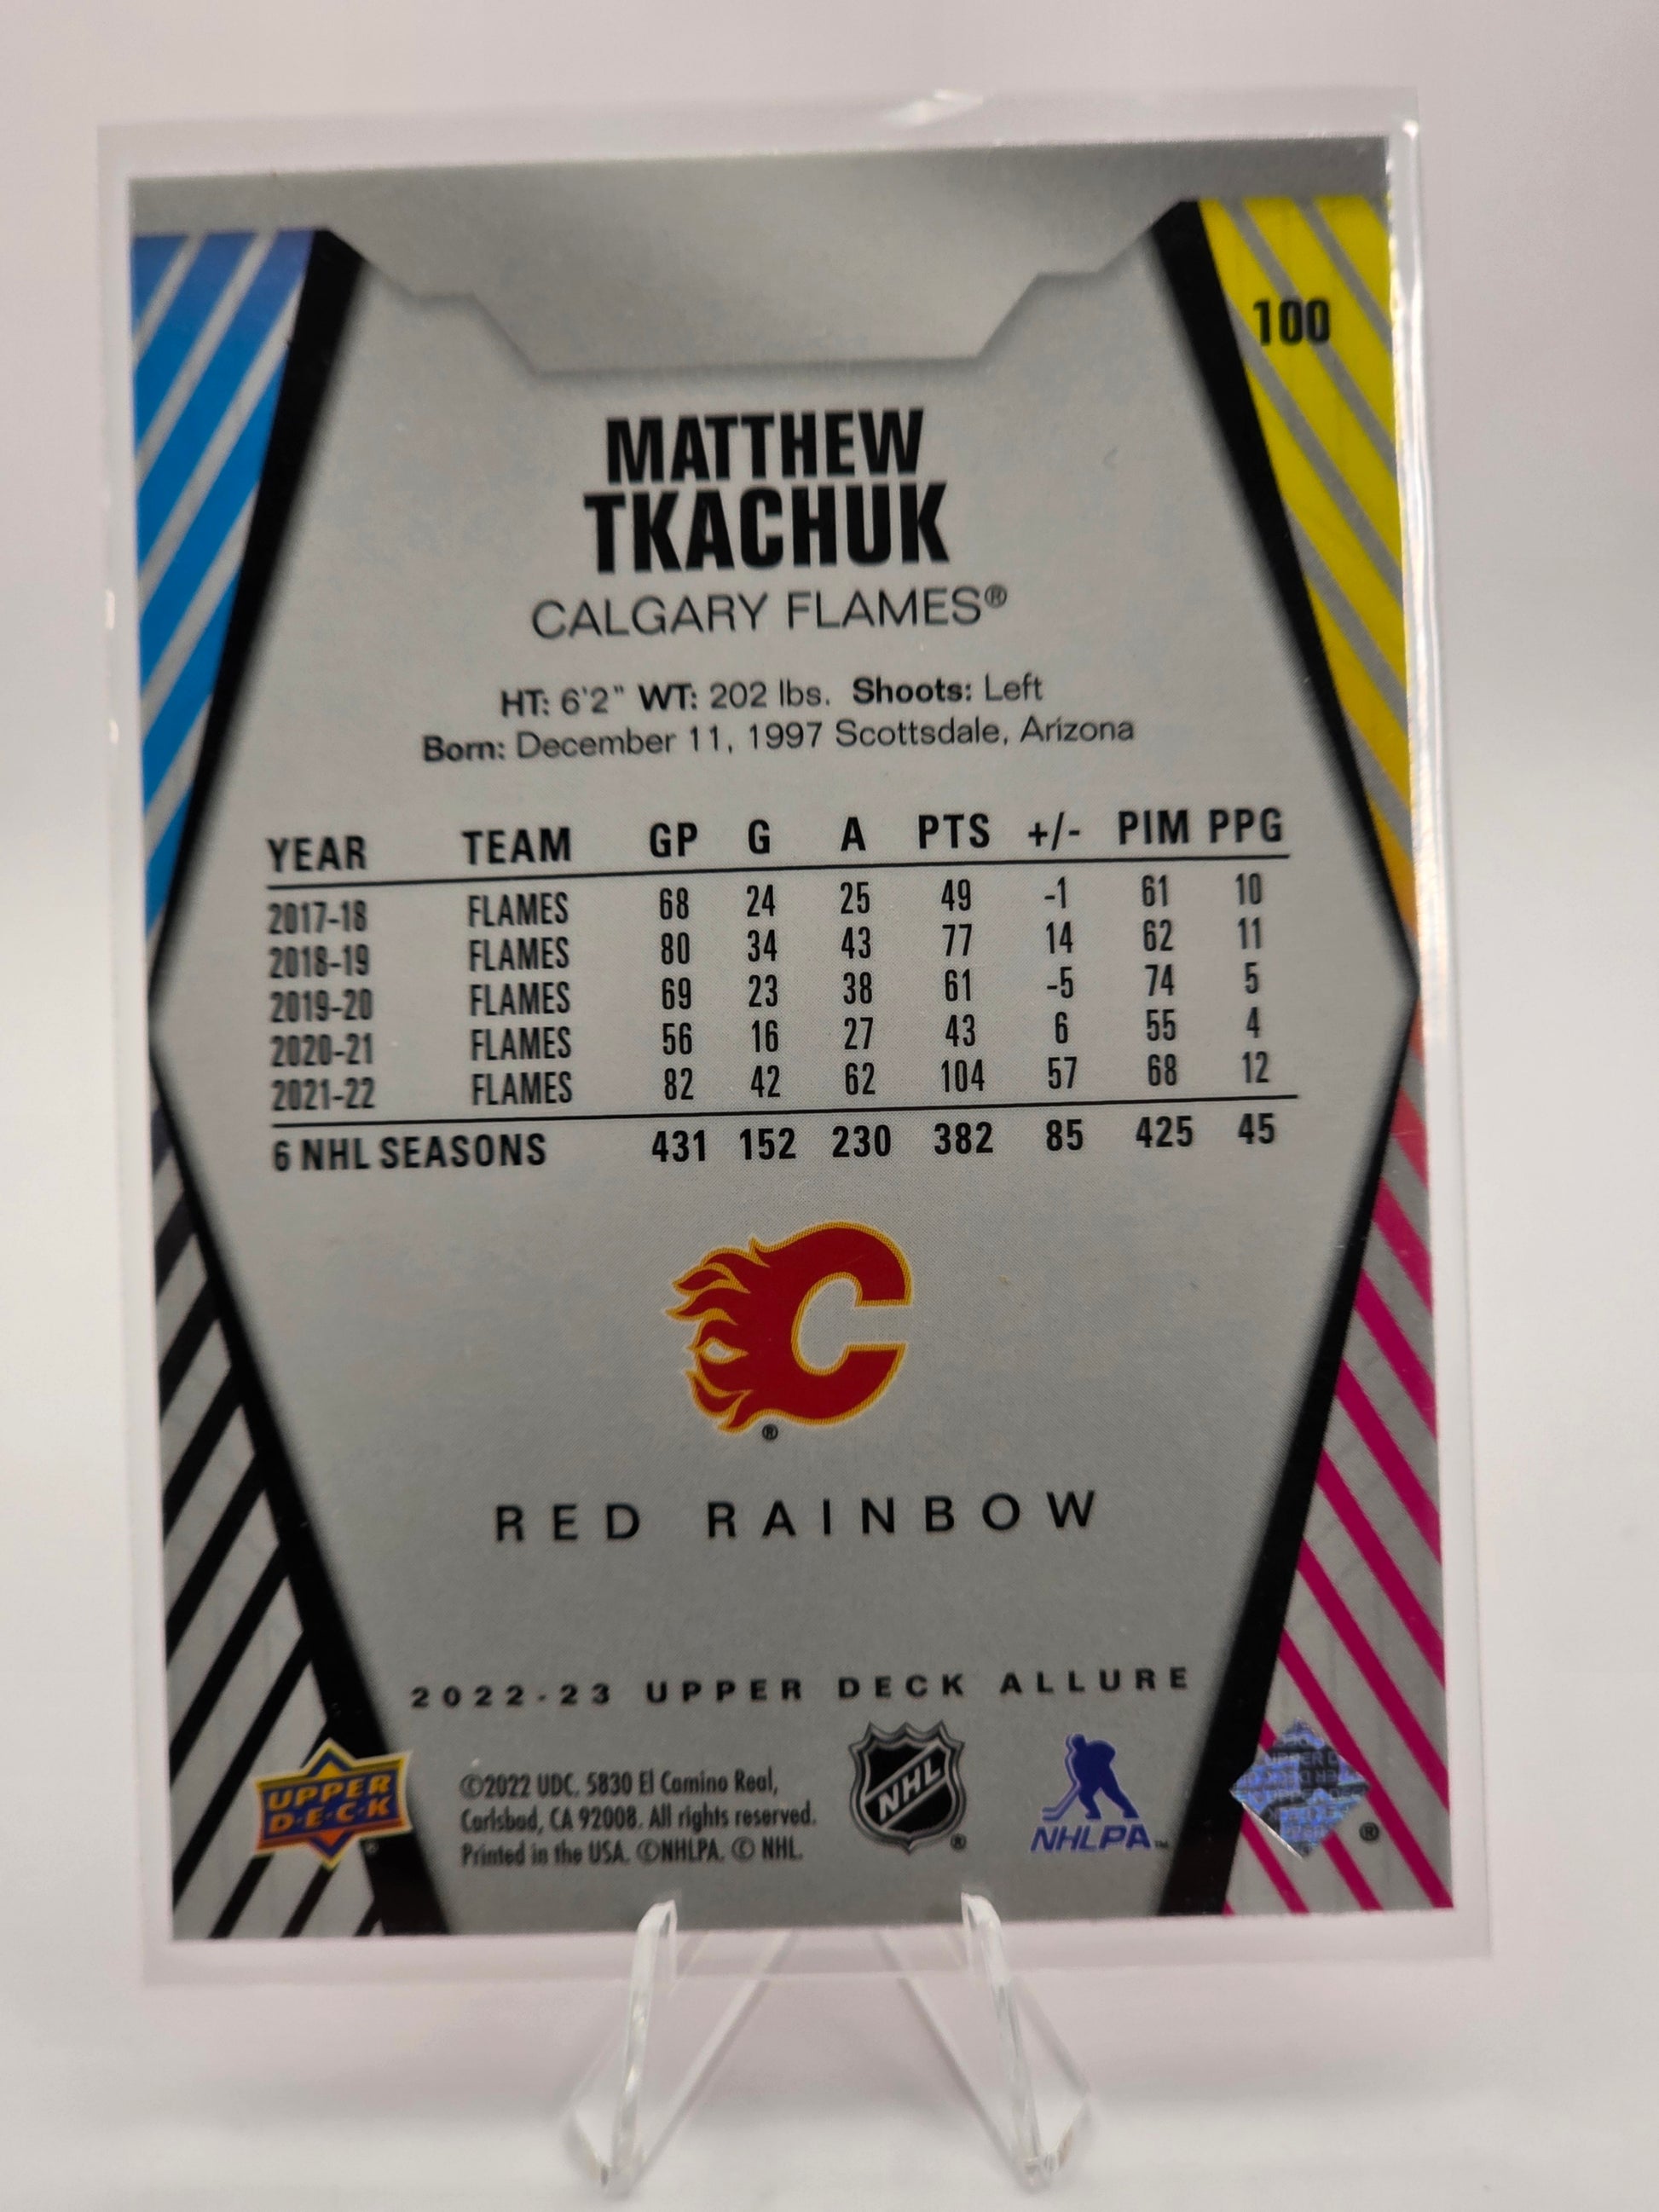 100
MATTHEW
TKACHUK
CALGARY FLAMES®
HT: 6'2" WT: 202 lbs. Shoots: Left
Born: December 11, 1997 Scottsdale, Arizona
YEAR TEAM GP G A PTS +/- PIM PPG
2017-18 FLAMES 68 24 25 49 -1 61 10
2018-19 FLAMES 80 34 43 77 14 62 11
2019-20 FLAMES 69 23 38 61 -5 74 5
2020-21 FLAMES 56 16 27 43 6 55 4
2021-22 FLAMES 82 42 62 104 57 68 12
6 NHL SEASONS 431 152 230 382 85 425 45
C
®
RED RAINBOW
2022-23 UPPER DECK ALLURE
UPPER
D·E·C·K
©2022 UDC. 5830 El Camino Real,
Carlsbad, CA 92008. All rights reserved.
Printed in the USA. ©NHLPA. © NHL.
NHL ®
NHLPA™
®